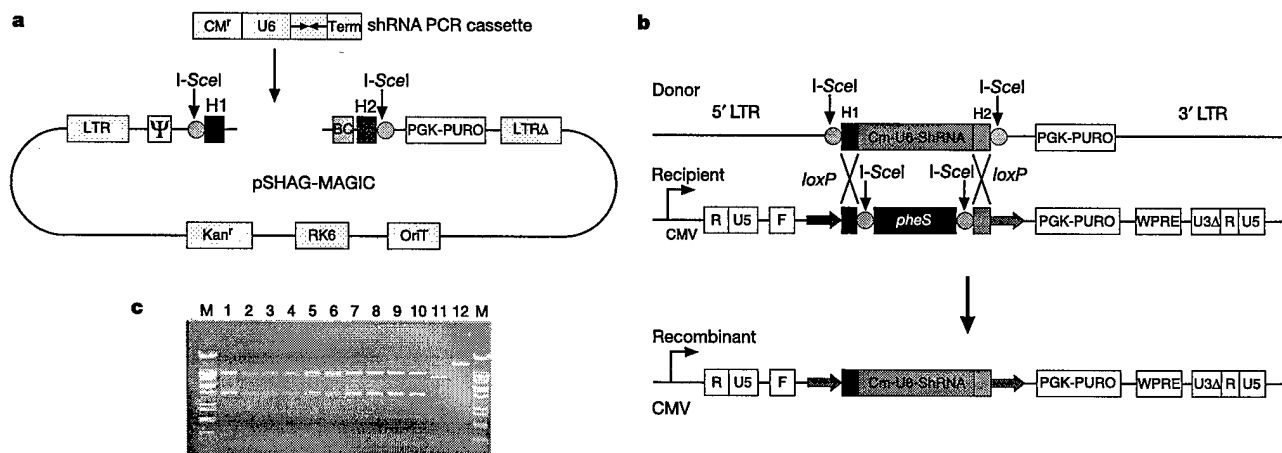 a
CMʳ U6 Term shRNA PCR cassette
I-SceI I-SceI
H1 H2
LTR Ψ BC PGK-PURO LTRΔ
pSHAG-MAGIC
Kanʳ RK6 OriT
b
I-SceI I-SceI
Donor
5′ LTR H1 H2 3′ LTR
Cm-U6-ShRNA PGK-PURO
Recipient loxP I-SceI I-SceI loxP
R U5 F pheS PGK-PURO WPRE U3Δ R U5
CMV
Recombinant
R U5 F Cm-U6-ShRNA PGK-PURO WPRE U3Δ R U5
CMV
c
M 1 2 3 4 5 6 7 8 9 10 11 12 M